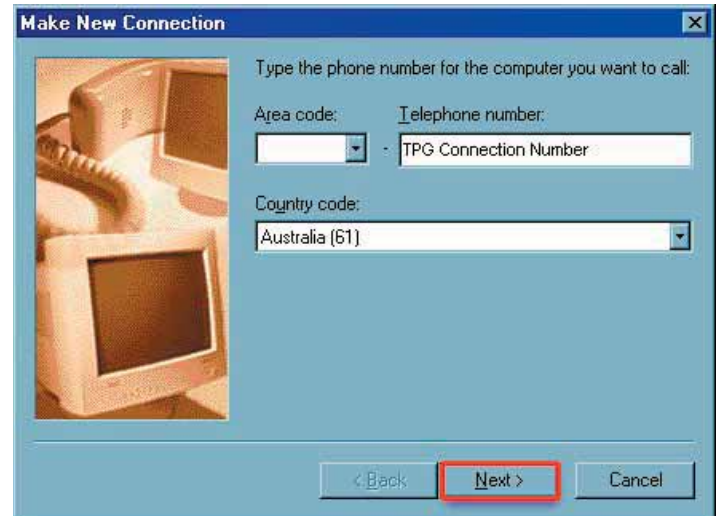 Make New Connection
Type the phone number for the computer you want to call:
Area code:
Telephone number:
- TPG Connection Number
Country code:
Australia (61)
< Back
Next >
Cancel